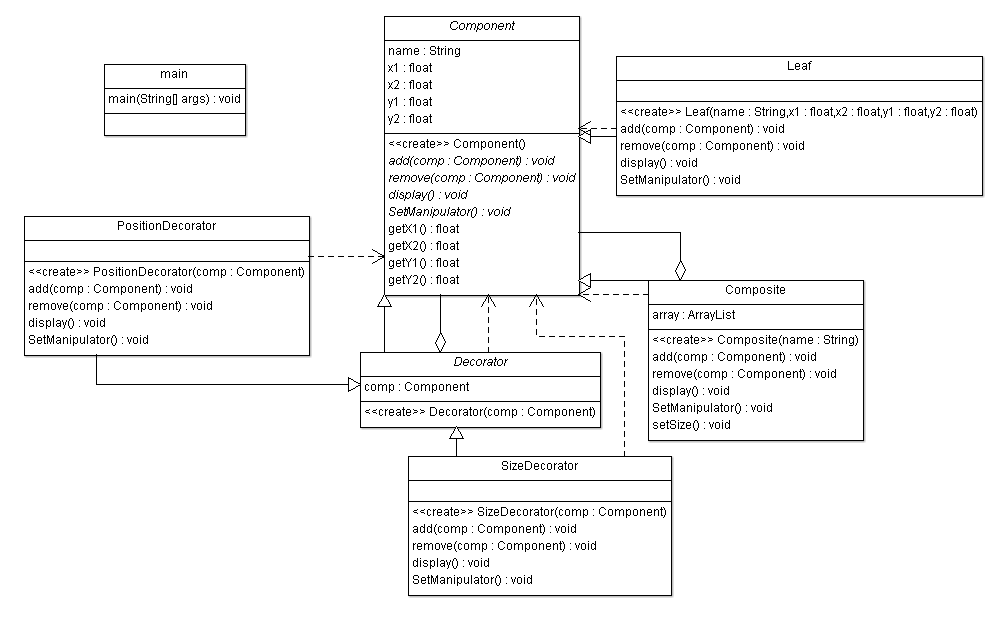 Component
name : String
x1 : float
x2 : float
y1 : float
y2 : float
<<create>> Component()
add(comp : Component) : void
remove(comp : Component) : void
display() : void
SetManipulator() : void
getX1() : float
getX2() : float
getY1() : float
getY2() : float
main
main(String[] args) : void
Leaf
<<create>> Leaf(name : String,x1 : float,x2 : float,y1 : float,y2 : float)
add(comp : Component) : void
remove(comp : Component) : void
display() : void
SetManipulator() : void
PositionDecorator
<<create>> PositionDecorator(comp : Component)
add(comp : Component) : void
remove(comp : Component) : void
display() : void
SetManipulator() : void
Composite
array : ArrayList
<<create>> Composite(name : String)
add(comp : Component) : void
remove(comp : Component) : void
display() : void
SetManipulator() : void
setSize() : void
Decorator
comp : Component
<<create>> Decorator(comp : Component)
SizeDecorator
<<create>> SizeDecorator(comp : Component)
add(comp : Component) : void
remove(comp : Component) : void
display() : void
SetManipulator() : void